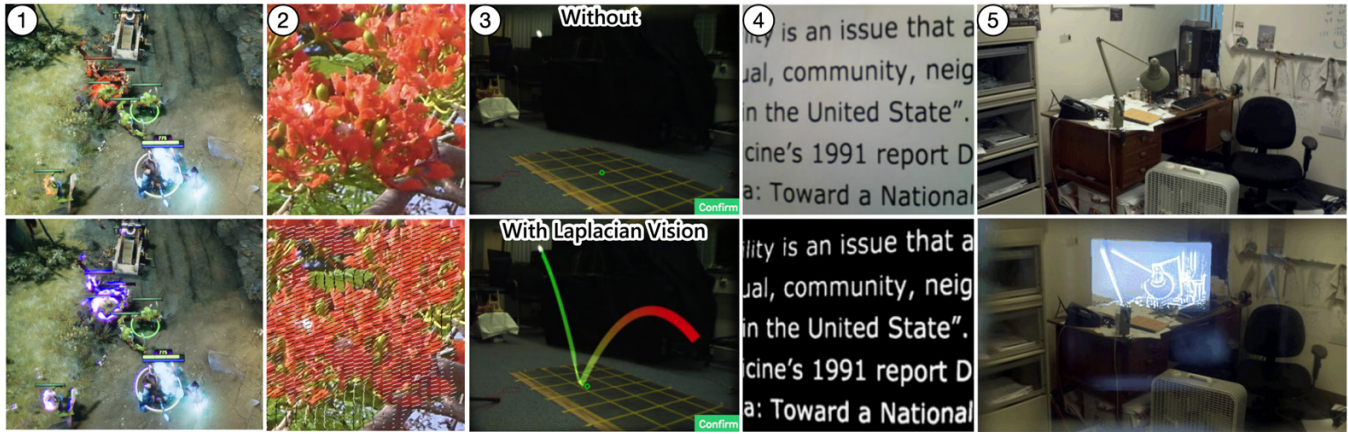 1
2
3
Without
Confirm
4
lity is an issue that a
ual, community, neig
in the United State”.
cine's 1991 report D
a: Toward a National
5
With Laplacian Vision
Confirm
ility is an issue that a
ual, community, neig
in the United State”.
icine's 1991 report D
a: Toward a National